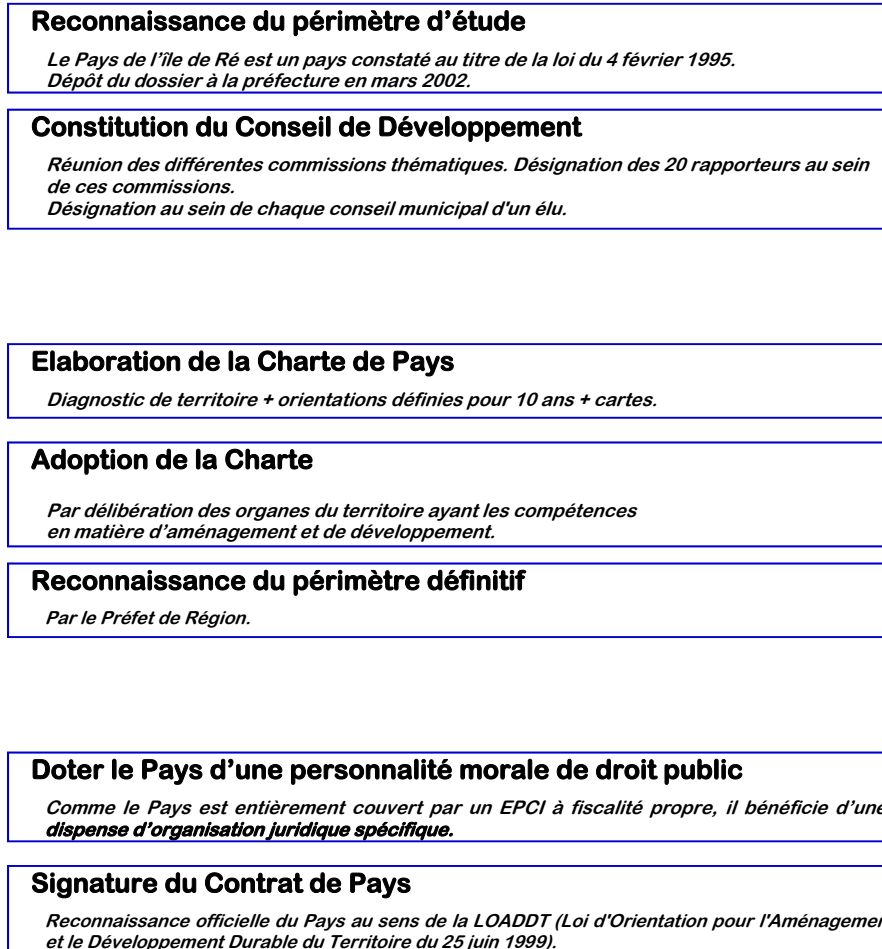 Reconnaissance du périmètre d’étude
Le Pays de l’île de Ré est un pays constaté au titre de la loi du 4 février 1995.
Dépôt du dossier à la préfecture en mars 2002.
Constitution du Conseil de Développement
Réunion des différentes commissions thématiques. Désignation des 20 rapporteurs au sein
de ces commissions.
Désignation au sein de chaque conseil municipal d'un élu.
Elaboration de la Charte de Pays
Diagnostic de territoire + orientations définies pour 10 ans + cartes.
Adoption de la Charte
Par délibération des organes du territoire ayant les compétences
en matière d’aménagement et de développement.
Reconnaissance du périmètre définitif
Par le Préfet de Région.
Doter le Pays d’une personnalité morale de droit public
Comme le Pays est entièrement couvert par un EPCI à fiscalité propre, il bénéficie d’une
dispense d’organisation juridique spécifique.
Signature du Contrat de Pays
Reconnaissance officielle du Pays au sens de la LOADDT (Loi d'Orientation pour l'Aménagemen
et le Développement Durable du Territoire du 25 juin 1999).